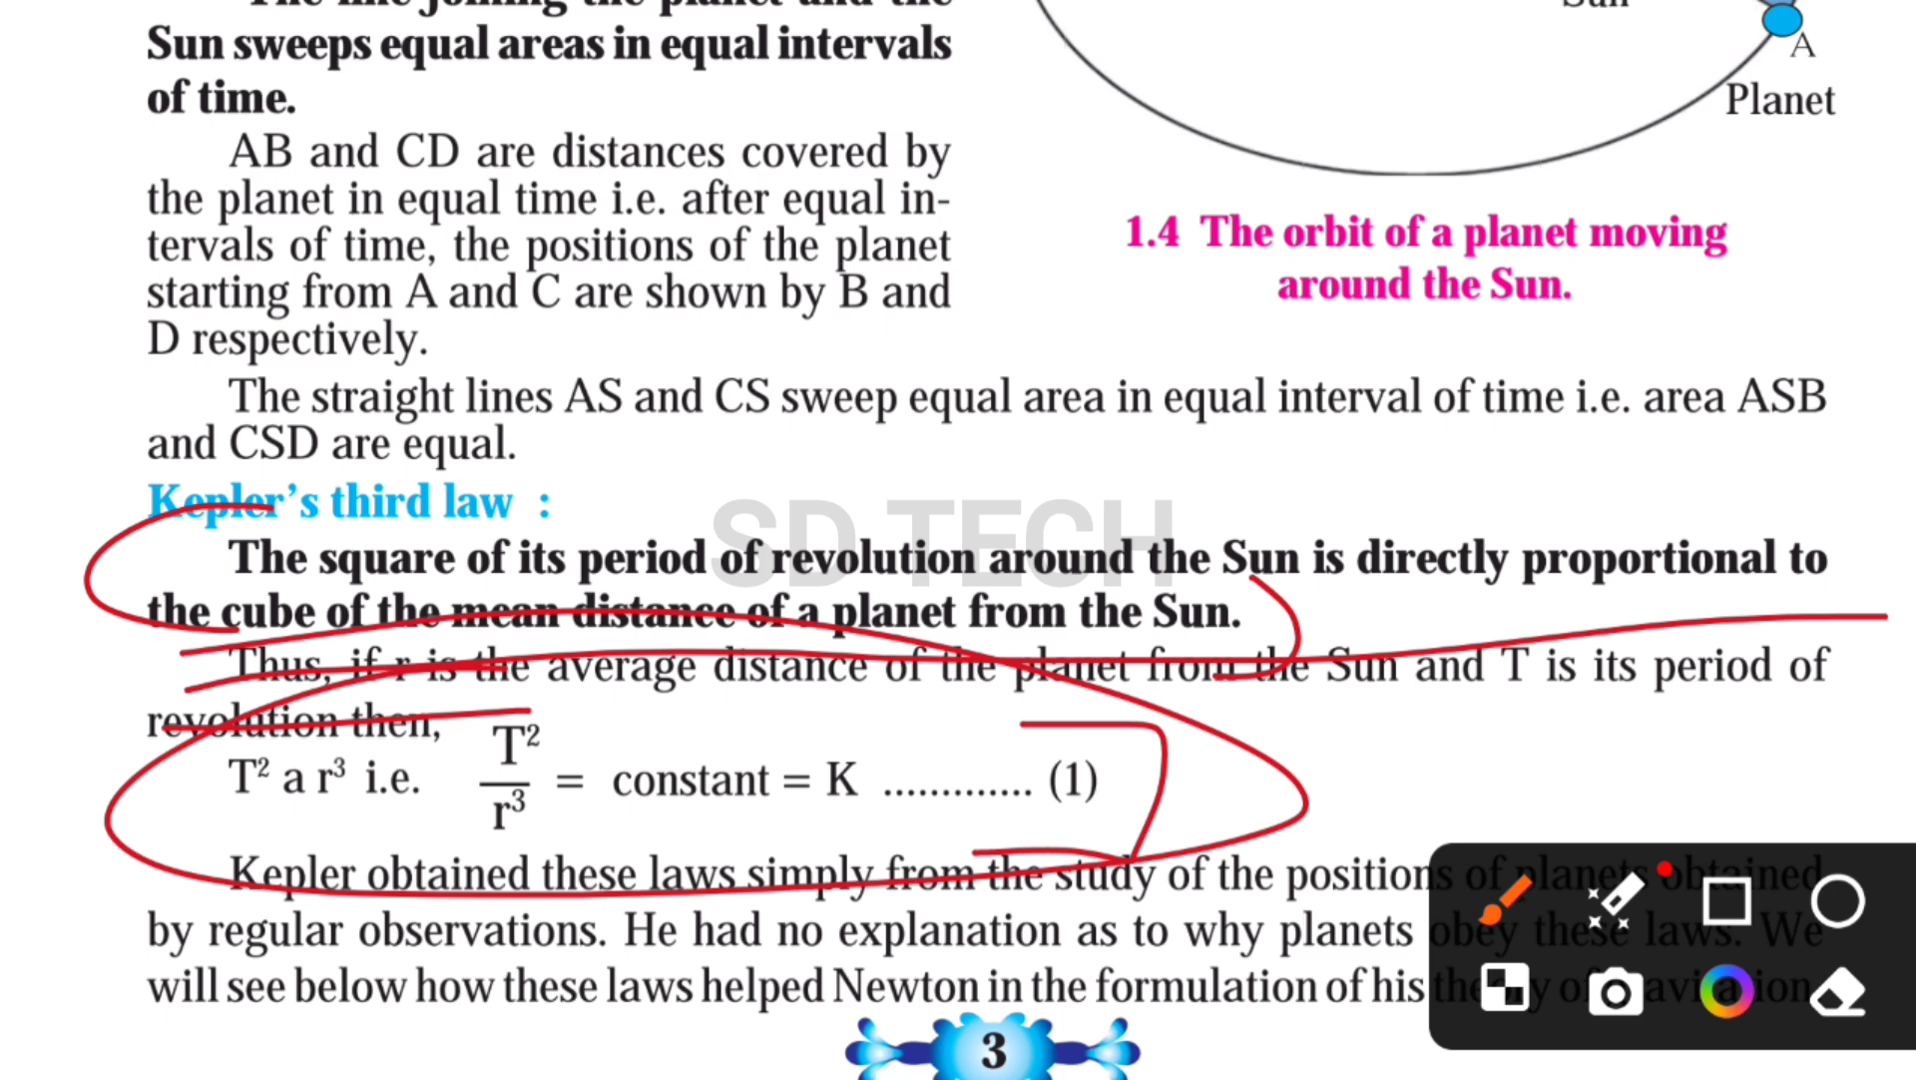 The line joining the planet and the
Sun
Sun sweeps equal areas in equal intervals
of time.
A
Planet
AB and CD are distances covered by
the planet in equal time i.e. after equal in-
tervals of time, the positions of the planet
starting from A and C are shown by B and
D respectively.
1.4 The orbit of a planet moving
around the Sun.
The straight lines AS and CS sweep equal area in equal interval of time i.e. area ASB
and CSD are equal.
Kepler's third law :
SD TECH
The square of its period of revolution around the Sun is directly proportional to
the cube of the mean distance of a planet from the Sun.
Thus, if r is the average distance of the planet from the Sun and T is its period of
revolution then,
T² a r³ i.e. T²/r³ = constant = K ............. (1)
Kepler obtained these laws simply from the study of the positions of planets obtained
by regular observations. He had no explanation as to why planets obey these laws. We
will see below how these laws helped Newton in the formulation of his
3